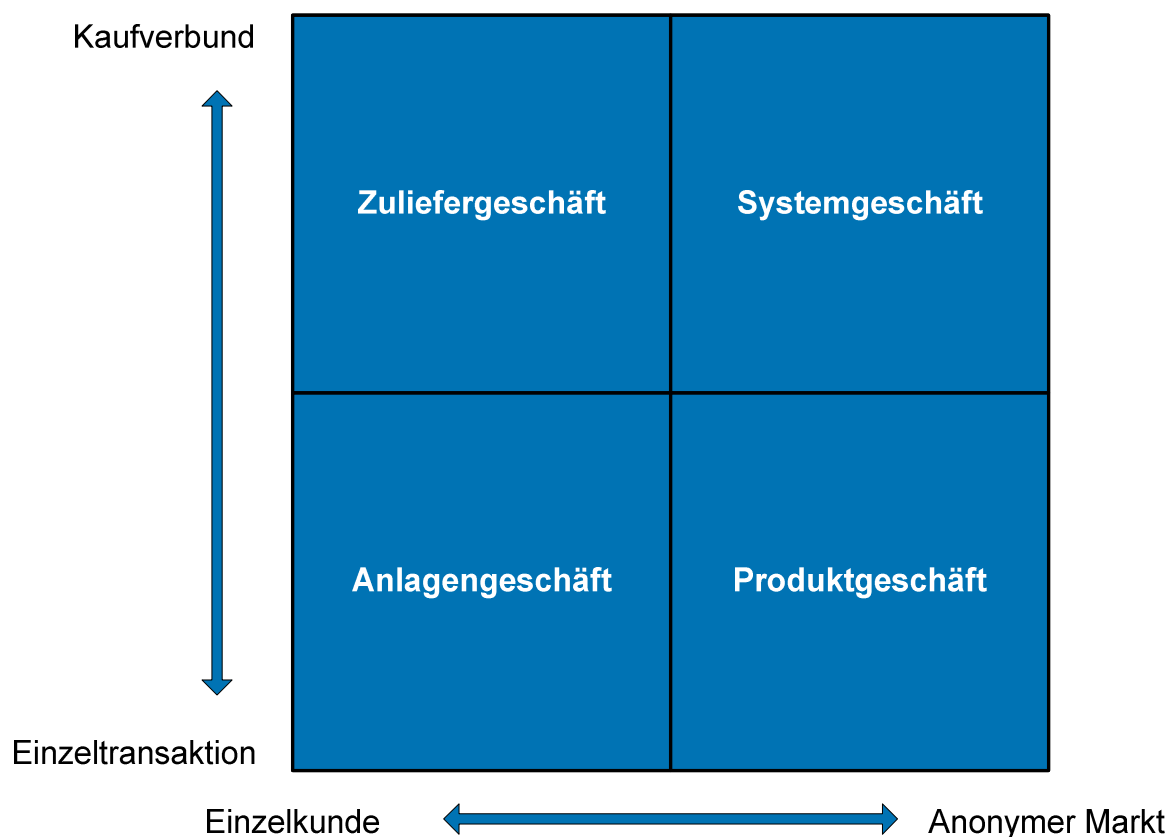 Kaufverbund
Zuliefergeschäft
Systemgeschäft
Anlagengeschäft
Produktgeschäft
Einzeltransaktion
Einzelkunde
Anonymer Markt